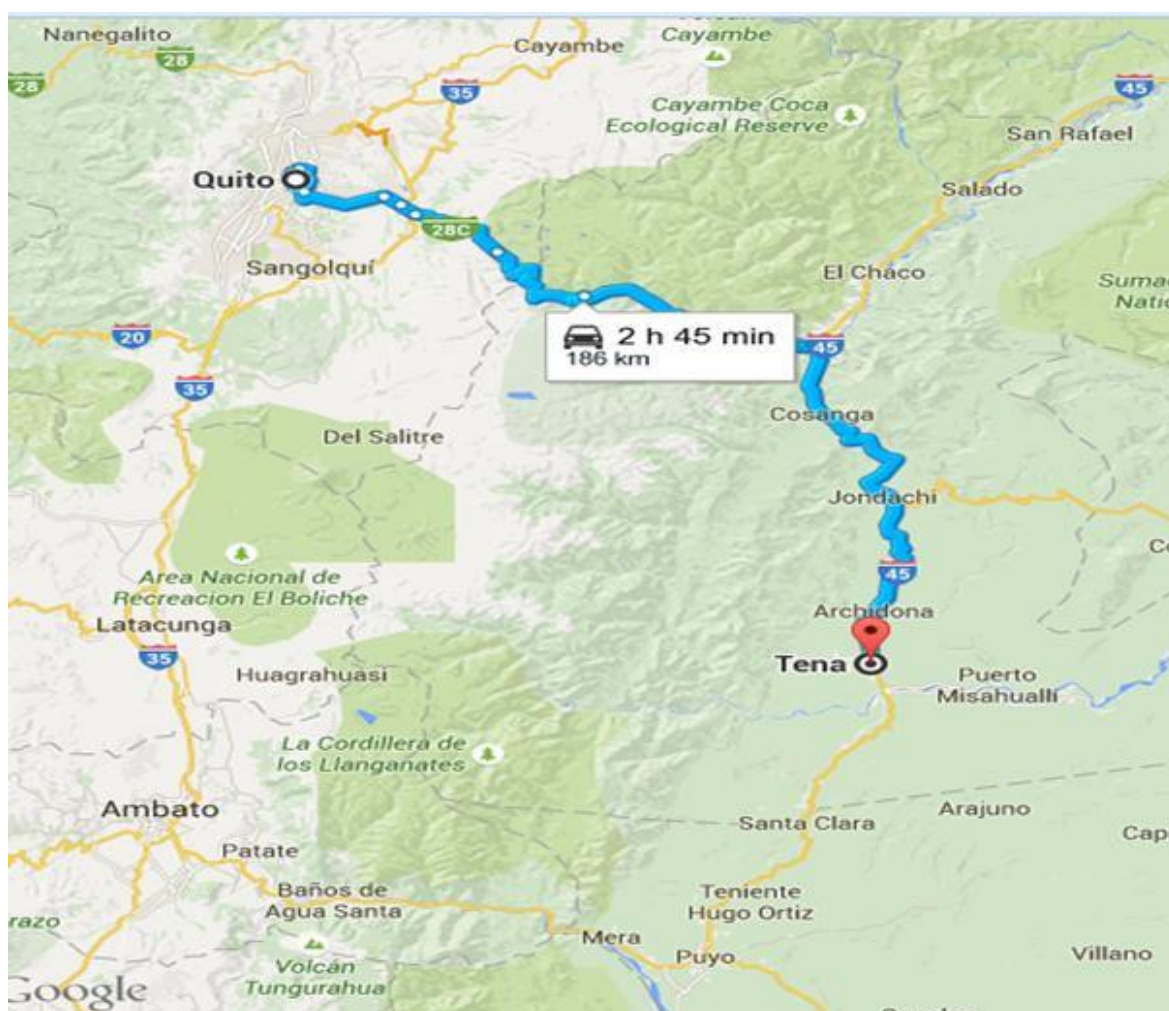 Nanegalito
28
28
Cayambe
Cayambe
35
45
Cayambe Coca
Ecological Reserve
San Rafael
Quito
Salado
28C
Sangolquí
El Chaco
20
2 h 45 min
186 km
45
35
Cosanga
Del Salitre
Jondachi
45
Area Nacional de
Recreacion El Boliche
Archidona
Latacunga
35
Tena
Puerto
Misahualli
Huagrahuasi
La Cordillera de
los Llanganates
Ambato
Santa Clara
Arajuno
Patate
Baños de
Agua Santa
Teniente
Hugo Ortiz
Mera
Puyo
Villano
Volcán
Tungurahua
Google